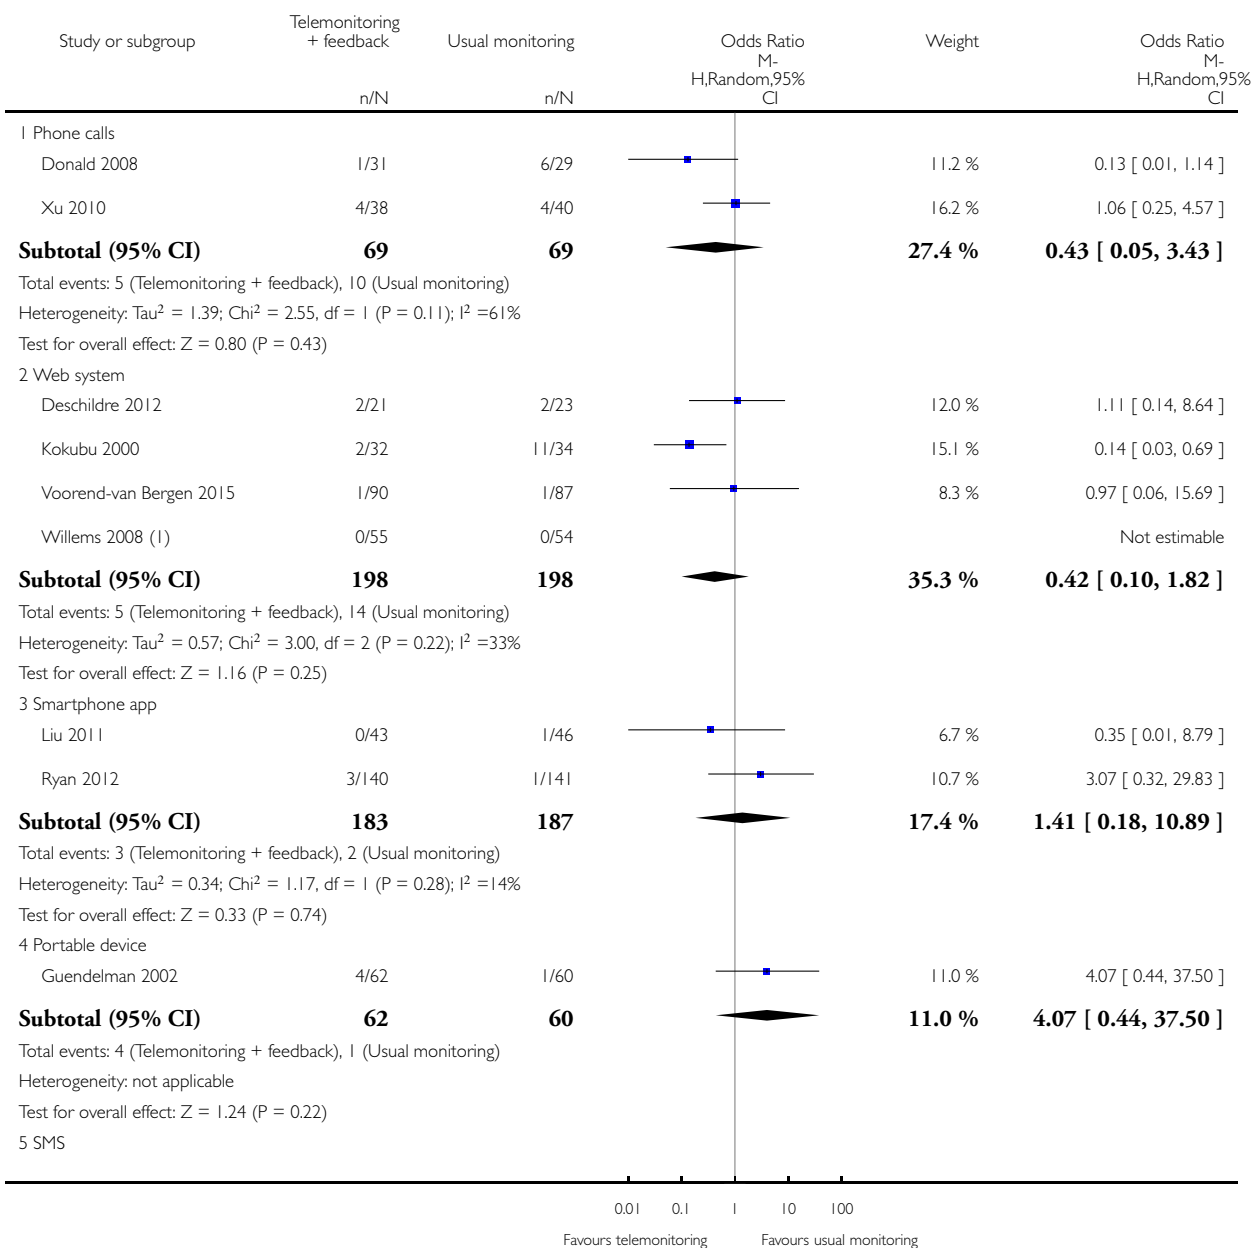 Study or subgroup Telemonitoring + feedback Usual monitoring Odds Ratio Weight Odds Ratio
M-H,Random,95% CI M-H,Random,95% CI
n/N n/N
1 Phone calls
Donald 2008 1/31 6/29 11.2 % 0.13 [ 0.01, 1.14 ]
Xu 2010 4/38 4/40 16.2 % 1.06 [ 0.25, 4.57 ]
Subtotal (95% CI) 69 69 27.4 % 0.43 [ 0.05, 3.43 ]
Total events: 5 (Telemonitoring + feedback), 10 (Usual monitoring)
Heterogeneity: Tau² = 1.39; Chi² = 2.55, df = 1 (P = 0.11); I² =61%
Test for overall effect: Z = 0.80 (P = 0.43)
2 Web system
Deschildre 2012 2/21 2/23 12.0 % 1.11 [ 0.14, 8.64 ]
Kokubu 2000 2/32 11/34 15.1 % 0.14 [ 0.03, 0.69 ]
Voorend-van Bergen 2015 1/90 1/87 8.3 % 0.97 [ 0.06, 15.69 ]
Willems 2008 (1) 0/55 0/54 Not estimable
Subtotal (95% CI) 198 198 35.3 % 0.42 [ 0.10, 1.82 ]
Total events: 5 (Telemonitoring + feedback), 14 (Usual monitoring)
Heterogeneity: Tau² = 0.57; Chi² = 3.00, df = 2 (P = 0.22); I² =33%
Test for overall effect: Z = 1.16 (P = 0.25)
3 Smartphone app
Liu 2011 0/43 1/46 6.7 % 0.35 [ 0.01, 8.79 ]
Ryan 2012 3/140 1/141 10.7 % 3.07 [ 0.32, 29.83 ]
Subtotal (95% CI) 183 187 17.4 % 1.41 [ 0.18, 10.89 ]
Total events: 3 (Telemonitoring + feedback), 2 (Usual monitoring)
Heterogeneity: Tau² = 0.34; Chi² = 1.17, df = 1 (P = 0.28); I² =14%
Test for overall effect: Z = 0.33 (P = 0.74)
4 Portable device
Guendelman 2002 4/62 1/60 11.0 % 4.07 [ 0.44, 37.50 ]
Subtotal (95% CI) 62 60 11.0 % 4.07 [ 0.44, 37.50 ]
Total events: 4 (Telemonitoring + feedback), 1 (Usual monitoring)
Heterogeneity: not applicable
Test for overall effect: Z = 1.24 (P = 0.22)
5 SMS
0.01 0.1 1 10 100
Favours telemonitoring Favours usual monitoring